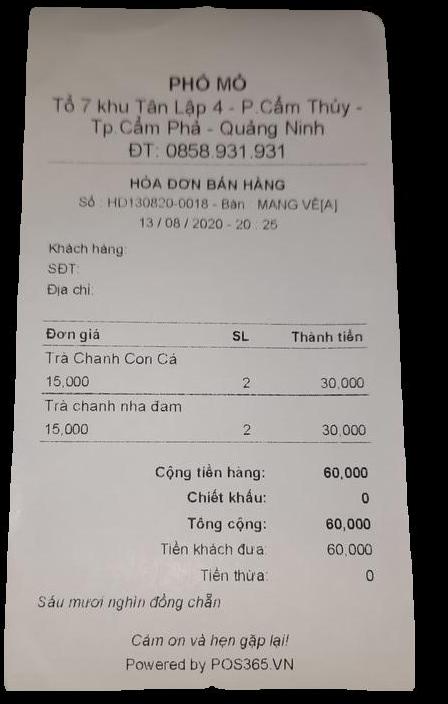 PHỐ MỎ
Tổ 7 khu Tân Lập 4 - P.Cẩm Thủy -
Tp.Cẩm Phả - Quảng Ninh
ĐT: 0858.931.931
HÓA ĐƠN BÁN HÀNG
Số : HD130820-0018 - Bàn : MANG VỀ[A]
13 / 08 / 2020 - 20 : 25
Khách hàng:
SĐT:
Địa chỉ:
Đơn giá SL Thành tiền
Trà Chanh Con Cá
15,000 2 30,000
Trà chanh nha đam
15,000 2 30,000
Cộng tiền hàng: 60,000
Chiết khấu: 0
Tổng cộng: 60,000
Tiền khách đưa: 60,000
Tiền thừa: 0
Sáu mươi nghìn đồng chẵn
Cảm ơn và hẹn gặp lại!
Powered by POS365.VN